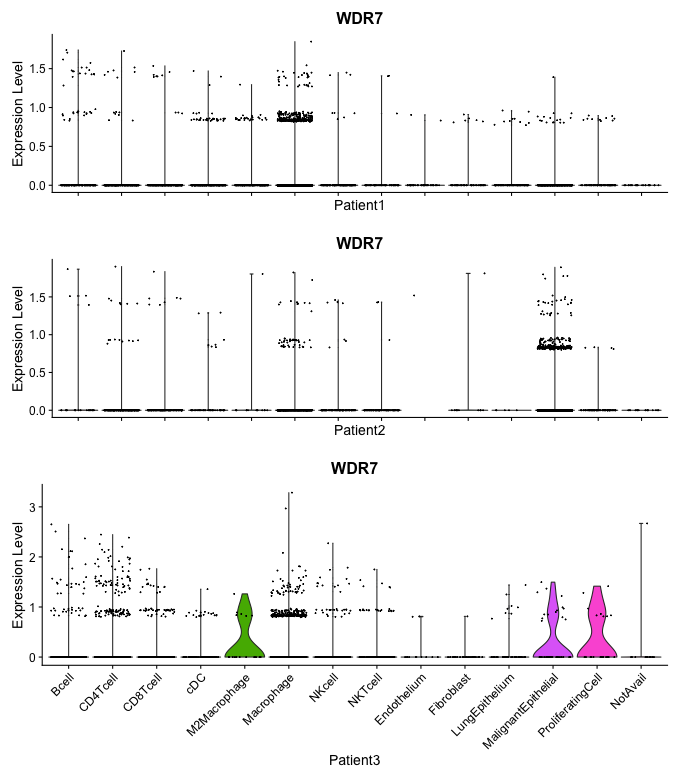 WDR7
Expression Level
1.5
1.0
0.5
0.0
Patient1
WDR7
Expression Level
1.5
1.0
0.5
0.0
Patient2
WDR7
Expression Level
3
2
1
0
Bcell
CD4Tcell
CD8Tcell
cDC
M2Macrophage
Macrophage
NKcell
NKTcell
Endothelium
Fibroblast
LungEpithelium
MalignantEpithelial
ProliferatingCell
NotAvail
Patient3